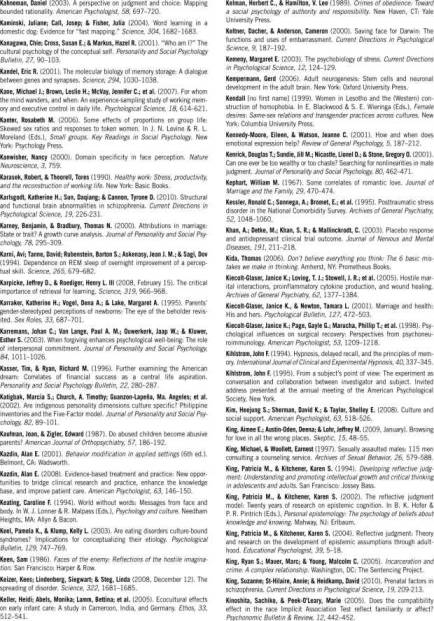 Kahneman, Daniel (2003). A perspective on judgment and choice: Mapping
bounded rationality. American Psychologist, 58, 697-720.
Kaminski, Juliane; Call, Josep; & Fisher, Julia (2004). Word learning in a
domestic dog: Evidence for "fast mapping." Science, 304, 1682-1683.
Kanagawa, Chie; Cross, Susan E.; & Markus, Hazel R. (2001). "Who am I?" The
cultural psychology of the conceptual self. Personality and Social Psychology
Bulletin, 27, 90-103.
Kandel, Eric R. (2001). The molecular biology of memory storage: A dialogue
between genes and synapses. Science, 294, 1030-1038.
Kane, Michael J.; Brown, Leslie H.; McVay, Jennifer C.; et al. (2007). For whom
the mind wanders, and when: An experience-sampling study of working mem-
ory and executive control in daily life. Psychological Science, 18, 614-621.
Kanter, Rosabeth M. (2006). Some effects of proportions on group life:
Skewed sex ratios and responses to token women. In J. N. Levine & R. L.
Moreland (Eds.), Small groups. Key Readings in Social Psychology. New
York: Psychology Press.
Kanwisher, Nancy (2000). Domain specificity in face perception. Nature
Neuroscience, 3, 759.
Karasek, Robert, & Theorell, Tores (1990). Healthy work: Stress, productivity,
and the reconstruction of working life. New York: Basic Books.
Karlsgodt, Katherine H.; Sun, Daqiang; & Cannon, Tyrone D. (2010). Structural
and functional brain abnormalities in schizophrenia. Current Directions in
Psychological Science, 19, 226-231.
Karney, Benjamin, & Bradbury, Thomas N. (2000). Attributions in marriage:
State or trait? A growth curve analysis. Journal of Personality and Social Psy-
chology, 78, 295-309.
Karni, Avi; Tanne, David; Rubenstein, Barton S.; Askenasy, Jean J. M.; & Sagi, Dov
(1994). Dependence on REM sleep of overnight improvement of a percep-
tual skill. Science, 265, 679-682.
Karpicke, Jeffrey D., & Roediger, Henry L. III (2008, February 15). The critical
importance of retrieval for learning. Science, 319, 966-968.
Karraker, Katherine H.; Vogel, Dena A.; & Lake, Margaret A. (1995). Parents'
gender-stereotyped perceptions of newborns: The eye of the beholder revis-
ited. Sex Roles, 33, 687-701.
Karremans, Johan C.; Van Lange, Paul A. M.; Ouwerkerk, Jaap W.; & Kluwer,
Esther S. (2003). When forgiving enhances psychological well-being: The role
of interpersonal commitment. Journal of Personality and Social Psychology,
84, 1011-1026.
Kasser, Tim, & Ryan, Richard M. (1996). Further examining the American
dream: Correlates of financial success as a central life aspiration.
Personality and Social Psychology Bulletin, 22, 280-287.
Katigbak, Marcia S.; Church, A. Timothy; Guanzon-Lapeña, Ma. Angeles; et al.
(2002). Are indigenous personality dimensions culture specific? Philippine
inventories and the Five-Factor model. Journal of Personality and Social Psy-
chology, 82, 89-101.
Kaufman, Joan, & Zigler, Edward (1987). Do abused children become abusive
parents? American Journal of Orthopsychiatry, 57, 186-192.
Kazdin, Alan E. (2001). Behavior modification in applied settings (6th ed.).
Belmont, CA: Wadsworth.
Kazdin, Alan E. (2008). Evidence-based treatment and practice: New oppor-
tunities to bridge clinical research and practice, enhance the knowledge
base, and improve patient care. American Psychologist, 63, 146-150.
Keating, Caroline F. (1994). World without words: Messages from face and
body. In W. J. Lonner & R. Malpass (Eds.), Psychology and culture. Needham
Heights, MA: Allyn & Bacon.
Keel, Pamela K., & Klump, Kelly L. (2003). Are eating disorders culture-bound
syndromes? Implications for conceptualizing their etiology. Psychological
Bulletin, 129, 747-769.
Keen, Sam (1986). Faces of the enemy: Reflections of the hostile imagina-
tion. San Francisco: Harper & Row.
Keizer, Kees; Lindenberg, Siegwart; & Steg, Linda (2008, December 12). The
spreading of disorder. Science, 322, 1681-1685.
Keller, Heidi; Abels, Monika; Lamm, Bettina; et al. (2005). Ecocultural effects
on early infant care: A study in Cameroon, India, and Germany. Ethos, 33,
512-541.
Kelman, Herbert C., & Hamilton, V. Lee (1989). Crimes of obedience: Toward
a social psychology of authority and responsibility. New Haven, CT: Yale
University Press.
Keltner, Dacher, & Anderson, Cameron (2000). Saving face for Darwin: The
functions and uses of embarrassment. Current Directions in Psychological
Science, 9, 187-192.
Kemeny, Margaret E. (2003). The psychobiology of stress. Current Directions
in Psychological Science, 12, 124-129.
Kempermann, Gerd (2006). Adult neurogenesis: Stem cells and neuronal
development in the adult brain. New York: Oxford University Press.
Kendall (no first name) (1999). Women in Lesotho and the (Western) con-
struction of homophobia. In E. Blackwood & S. E. Wieringa (Eds.), Female
desires: Same-sex relations and transgender practices across cultures. New
York: Columbia University Press.
Kennedy-Moore, Eileen, & Watson, Jeanne C. (2001). How and when does
emotional expression help? Review of General Psychology, 5, 187-212.
Kenrick, Douglas T.; Sundie, Jill M.; Nicastle, Lionel D.; & Stone, Gregory O. (2001).
Can one ever be too wealthy or too chaste? Searching for nonlinearities in mate
judgment. Journal of Personality and Social Psychology, 80, 462-471.
Kephart, William M. (1967). Some correlates of romantic love. Journal of
Marriage and the Family, 29, 470-474.
Kessler, Ronald C.; Sonnega, A.; Bromet, E.; et al. (1995). Posttraumatic stress
disorder in the National Comorbidity Survey. Archives of General Psychiatry,
52, 1048-1060.
Khan, A.; Detke, M.; Khan, S. R.; & Mallinckrodt, C. (2003). Placebo response
and antidepressant clinical trial outcome. Journal of Nervous and Mental
Diseases, 191, 211-218.
Kida, Thomas (2006). Don't believe everything you think: The 6 basic mis-
takes we make in thinking. Amherst, NY: Prometheus Books.
Kiecolt-Glaser, Janice K.; Loving, T. J.; Stowell, J. R.; et al. (2005). Hostile mar-
ital interactions, proinflammatory cytokine production, and wound healing.
Archives of General Psychiatry, 62, 1377-1384.
Kiecolt-Glaser, Janice K., & Newton, Tamara L. (2001). Marriage and health:
His and hers. Psychological Bulletin, 127, 472-503.
Kiecolt-Glaser, Janice K.; Page, Gayle G.; Marucha, Phillip T.; et al. (1998). Psy-
chological influences on surgical recovery: Perspectives from psychoneu-
roimmunology. American Psychologist, 53, 1209-1218.
Kihlstrom, John F. (1994). Hypnosis, delayed recall, and the principles of mem-
ory. International Journal of Clinical and Experimental Hypnosis, 40, 337-345.
Kihlstrom, John F. (1995). From a subject's point of view: The experiment as
conversation and collaboration between investigator and subject. Invited
address presented at the annual meeting of the American Psychological
Society, New York.
Kim, Heejung S.; Sherman, David K.; & Taylor, Shelley E. (2008). Culture and
social support. American Psychologist, 63, 518-526.
King, Aimee E.; Austin-Oden, Deena; & Lohr, Jeffrey M. (2009, January). Browsing
for love in all the wrong places. Skeptic, 15, 48-55.
King, Michael, & Woollett, Earnest (1997). Sexually assaulted males: 115 men
consulting a counseling service. Archives of Sexual Behavior, 26, 579-588.
King, Patricia M., & Kitchener, Karen S. (1994). Developing reflective judg-
ment: Understanding and promoting intellectual growth and critical thinking
in adolescents and adults. San Francisco: Jossey Bass.
King, Patricia M., & Kitchener, Karen S. (2002). The reflective judgment
model: Twenty years of research on epistemic cognition. In B. K. Hofer &
P. R. Pintrich (Eds.), Personal epistemology: The psychology of beliefs about
knowledge and knowing. Mahway, NJ: Erlbaum.
King, Patricia M., & Kitchener, Karen S. (2004). Reflective judgment: Theory
and research on the development of epistemic assumptions through adult-
hood. Educational Psychologist, 39, 5-18.
King, Ryan S.; Mauer, Marc; & Young, Malcolm C. (2005). Incarceration and
crime: A complex relationship. Washington, DC: The Sentencing Project.
King, Suzanne; St-Hilaire, Annie; & Heidkamp, David (2010). Prenatal factors in
schizophrenia. Current Directions in Psychological Science, 19, 209-213.
Kinoshita, Sachiko, & Peek-O'Leary, Marie (2005). Does the compatibility
effect in the race Implicit Association Test reflect familiarity or affect?
Psychonomic Bulletin & Review, 12, 442-452.